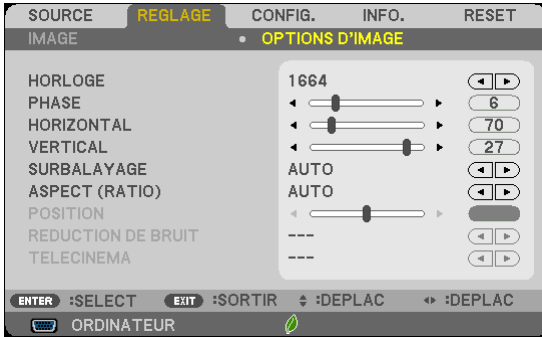 SOURCE REGLAGE CONFIG. INFO. RESET
IMAGE • OPTIONS D'IMAGE
HORLOGE 1664
PHASE 6
HORIZONTAL 70
VERTICAL 27
SURBALAYAGE AUTO
ASPECT (RATIO) AUTO
POSITION
REDUCTION DE BRUIT ---
TELECINEMA ---
ENTER :SELECT EXIT :SORTIR :DEPLAC :DEPLAC
ORDINATEUR